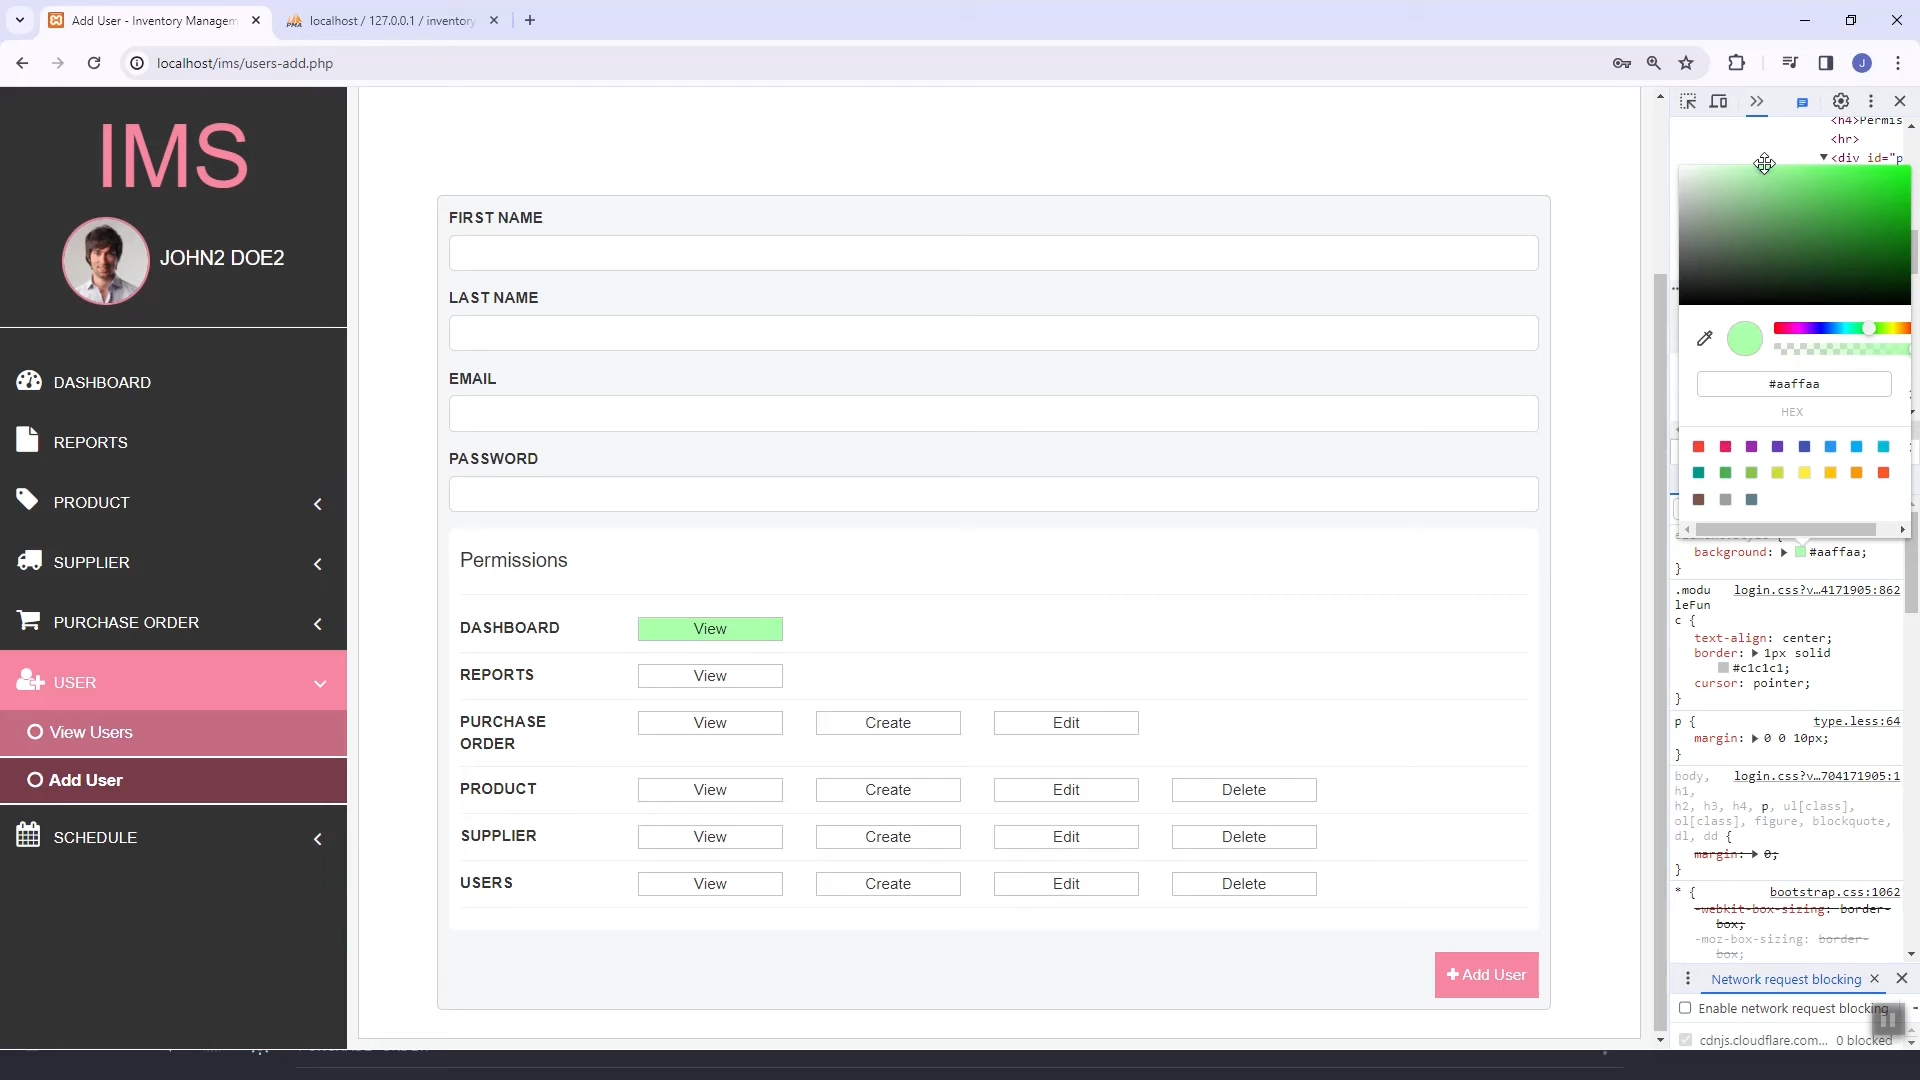 Add User - Inventory Managem
localhost / 127.0.0.1 / inventory
localhost/ims/users-add.php
J
IMS
JOHN2 DOE2
DASHBOARD
REPORTS
PRODUCT
SUPPLIER
PURCHASE ORDER
USER
View Users
Add User
SCHEDULE
FIRST NAME
LAST NAME
EMAIL
PASSWORD
Permissions
DASHBOARD View
REPORTS View
PURCHASE ORDER View Create Edit
PRODUCT View Create Edit Delete
SUPPLIER View Create Edit Delete
USERS View Create Edit Delete
+ Add User
<h4>Permis
<hr>
<div id="p
#aaffaa
HEX
background: #aaffaa;
}
.modu login.css?v…4171905:862
leFun
c {
text-align: center;
border: 1px solid
#c1c1c1;
cursor: pointer;
}
p { type.less:64
margin: 0 0 10px;
}
body, login.css?v…704171905:1
h1,
h2, h3, h4, p, ul[class],
ol[class], figure, blockquote,
dl, dd {
margin: 0;
}
* { bootstrap.css:1062
-webkit-box-sizing: border-
box;
-moz-box-sizing: border-
box;
Network request blocking
Enable network request blocking
cdnjs.cloudflare.com... 0 blocked